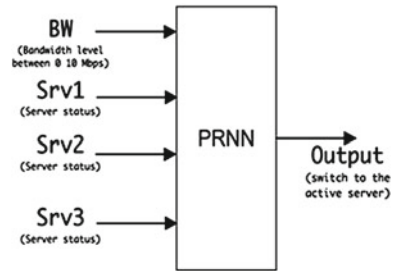 BW
(Bandwidth level
between 0 10 Mbps)
Srv1
(Server status)
Srv2
(Server status)
Srv3
(Server status)
PRNN
Output
(switch to the
active server)